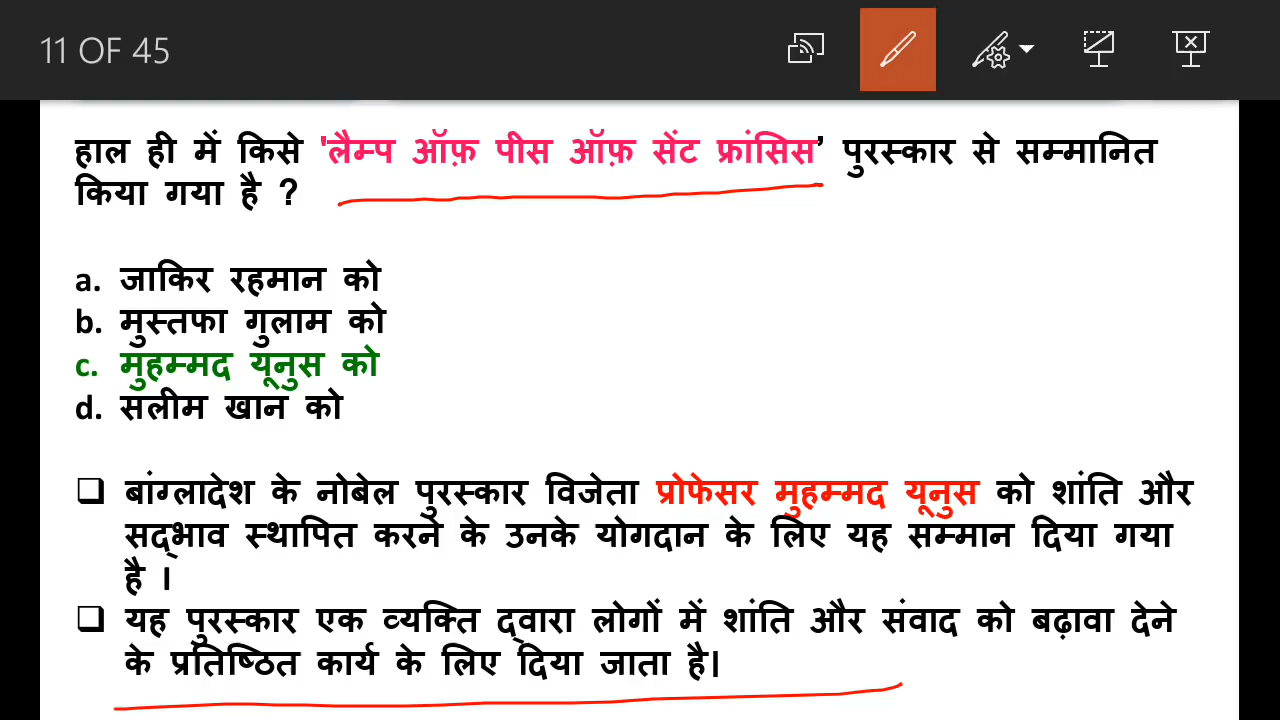 11 OF 45
हाल ही में किसे 'लैम्प ऑफ़ पीस ऑफ़ सेंट फ्रांसिस’ पुरस्कार से सम्मानित
किया गया है ?
a. जाकिर रहमान को
b. मुस्तफा गुलाम को
c. मुहम्मद यूनुस को
d. सलीम खान को
❑ बांग्लादेश के नोबेल पुरस्कार विजेता प्रोफेसर मुहम्मद यूनुस को शांति और
सद्भाव स्थापित करने के उनके योगदान के लिए यह सम्मान दिया गया
है ।
❑ यह पुरस्कार एक व्यक्ति द्वारा लोगों में शांति और संवाद को बढ़ावा देने
के प्रतिष्ठित कार्य के लिए दिया जाता है।